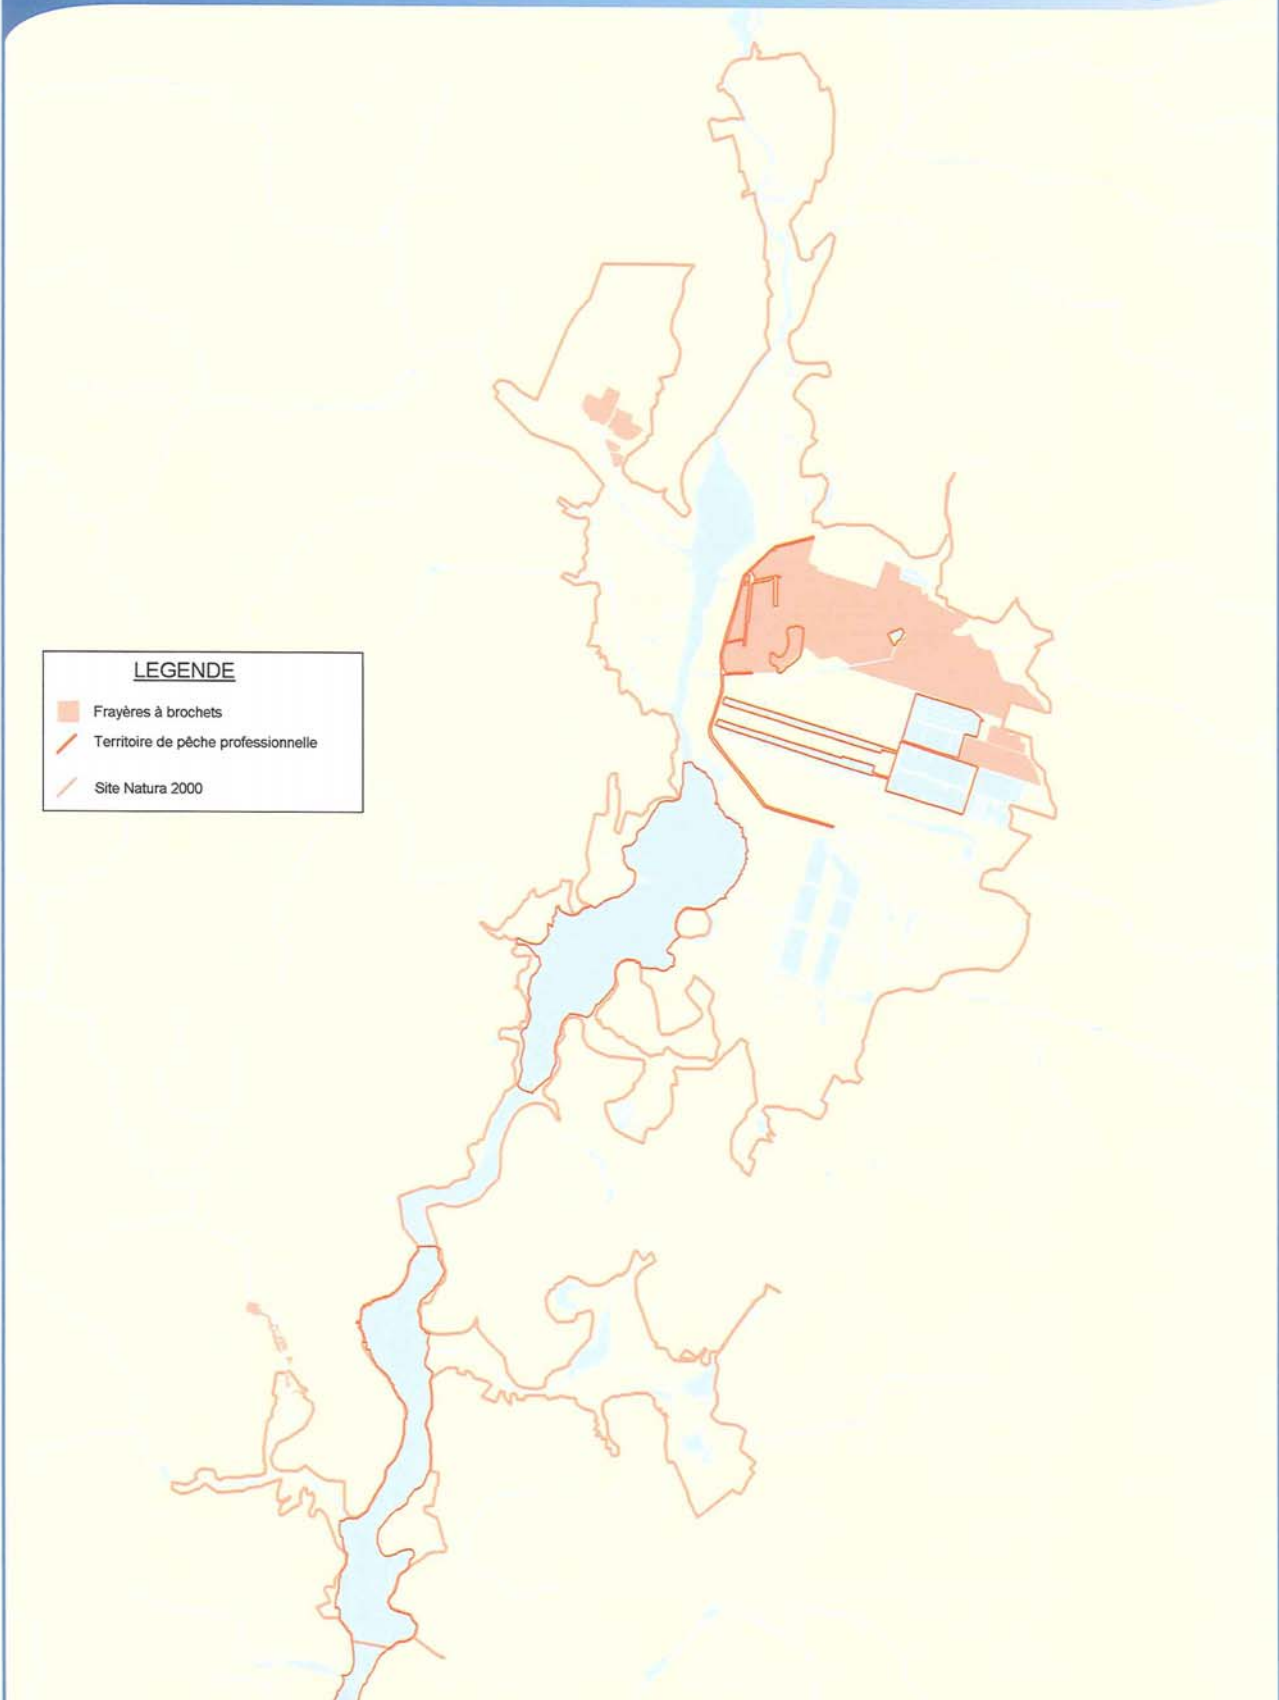 LEGENDE
Frayères à brochets
Territoire de pêche professionnelle
Site Natura 2000